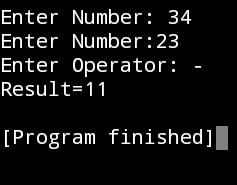 Enter Number: 34
Enter Number:23
Enter Operator: -
Result=11
[Program finished]